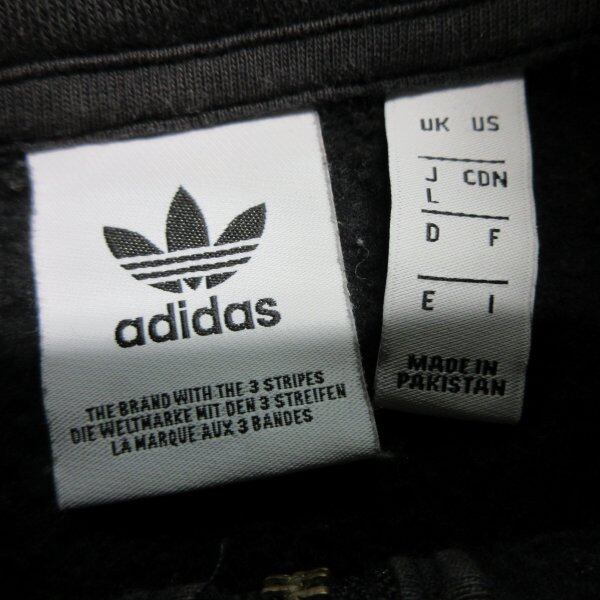 adidas
THE BRAND WITH THE 3 STRIPES
DIE WELTMARKE MIT DEN 3 STREIFEN
LA MARQUE AUX 3 BANDES
UK US
J CDN
L
D F
E I
MADE IN
PAKISTAN